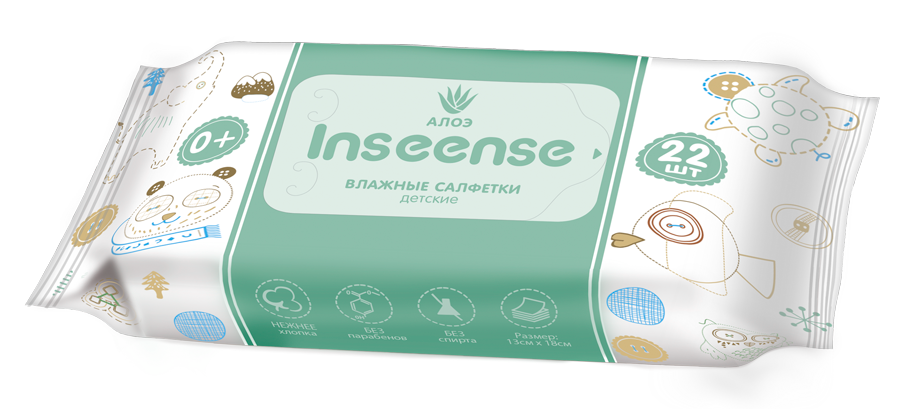 0+
АЛОЭ
Inseense
ВЛАЖНЫЕ САЛФЕТКИ
детские
22
ШТ
НЕЖНЕЕ
хлопка
БЕЗ
парабенов
БЕЗ
спирта
Размер:
13см х 18см